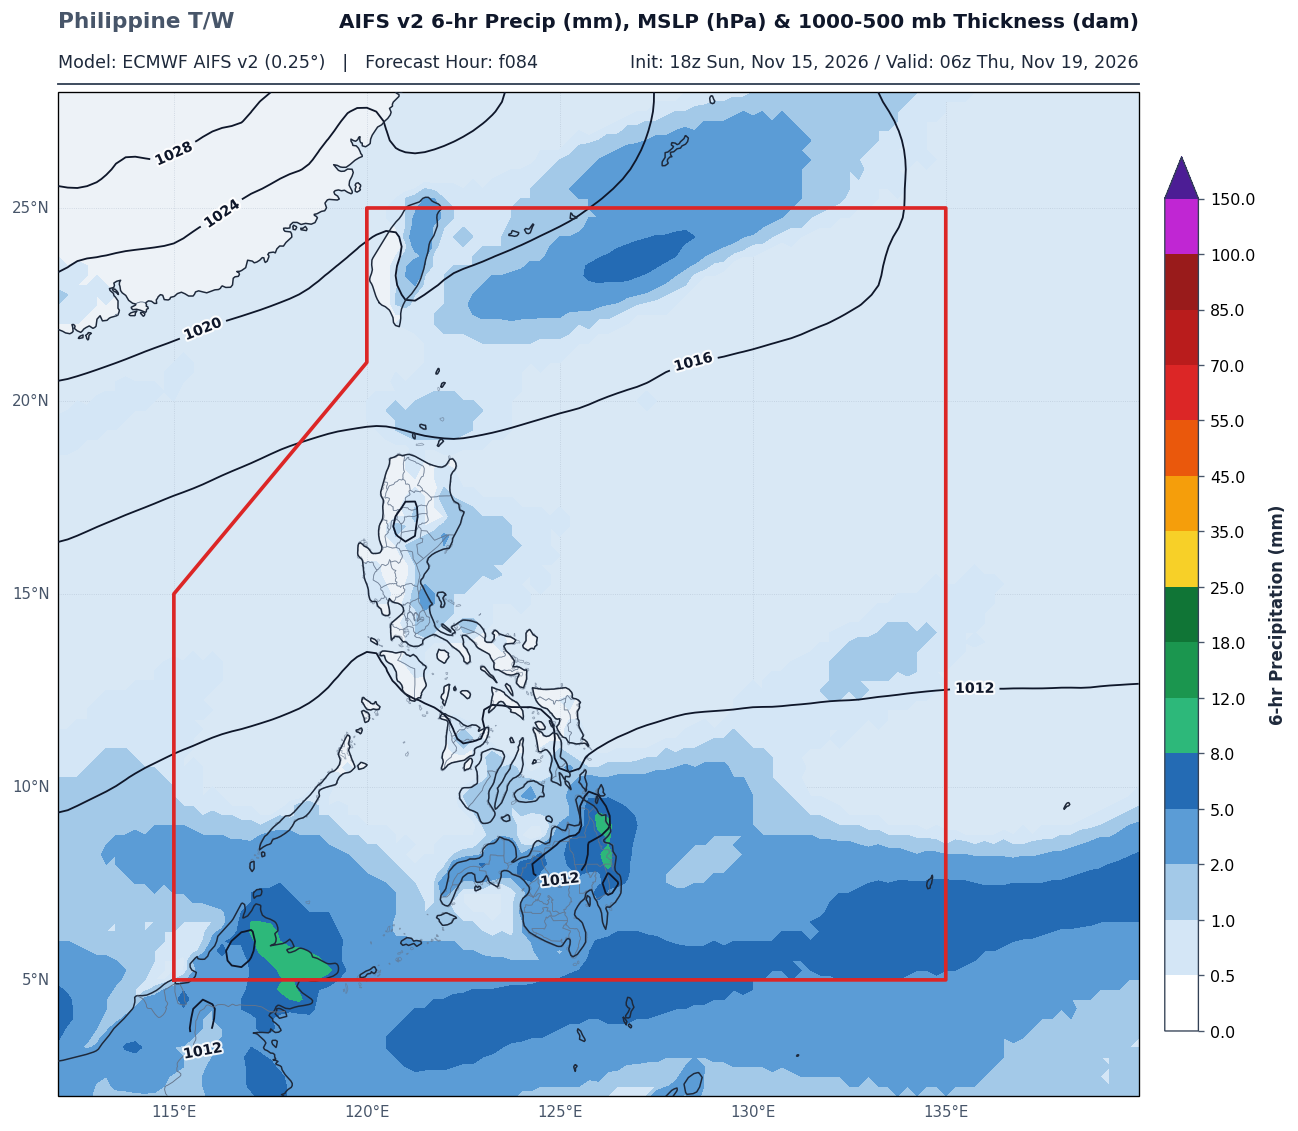 Philippine T/W
AIFS v2 6-hr Precip (mm), MSLP (hPa) & 1000-500 mb Thickness (dam)
Model: ECMWF AIFS v2 (0.25°) | Forecast Hour: f084
Init: 18z Sun, Nov 15, 2026 / Valid: 06z Thu, Nov 19, 2026
1028
1024
1020
1016
1012
1012
1012
25°N
20°N
15°N
10°N
5°N
115°E
120°E
125°E
130°E
135°E
150.0
100.0
85.0
70.0
55.0
45.0
35.0
25.0
18.0
12.0
8.0
5.0
2.0
1.0
0.5
0.0
6-hr Precipitation (mm)